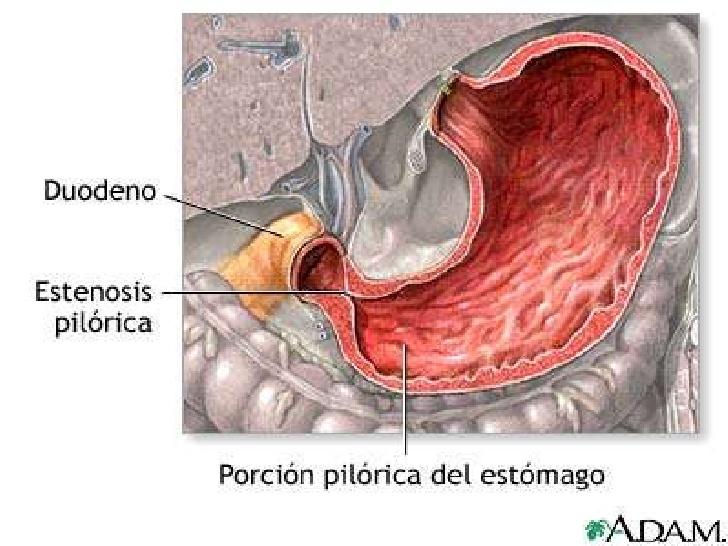 Duodeno
Estenosis
pilórica
Porción pilórica del estómago
A.D.A.M.